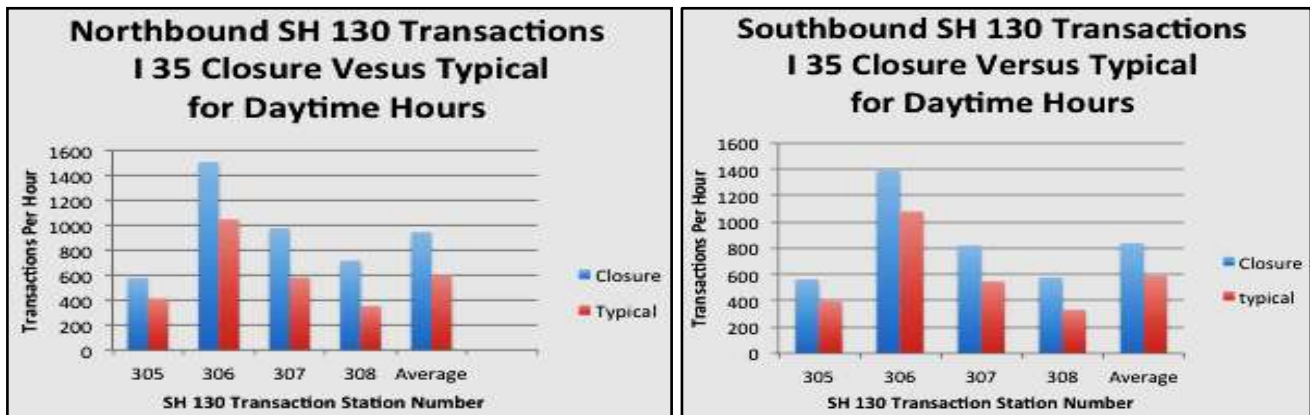 Northbound SH 130 Transactions
I 35 Closure Vesus Typical
for Daytime Hours
Transactions Per Hour
1600
1400
1200
1000
800
600
400
200
0
305 306 307 308 Average
SH 130 Transaction Station Number
Closure
Typical
Southbound SH 130 Transactions
I 35 Closure Versus Typical
for Daytime Hours
Transactions Per Hour
1600
1400
1200
1000
800
600
400
200
0
305 306 307 308 Average
SH 130 Transaction Station Number
Closure
typical